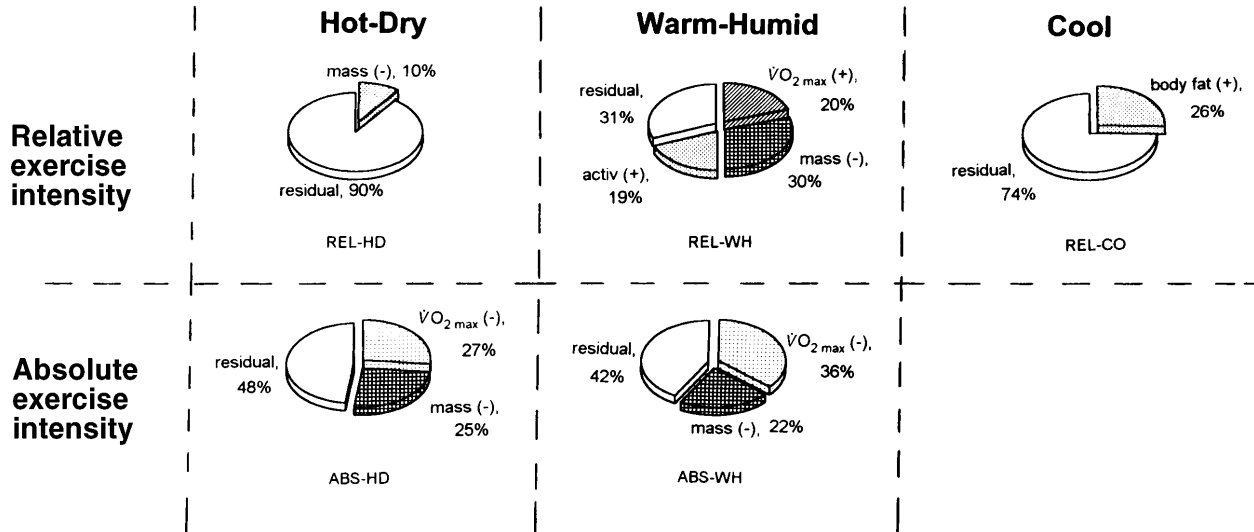 Hot-Dry
Warm-Humid
Cool
Relative
exercise
intensity
mass (-), 10%
residual, 90%
REL-HD
residual,
31%
V̇O2 max (+),
20%
activ (+),
19%
mass (-),
30%
REL-WH
body fat (+),
26%
residual,
74%
REL-CO
Absolute
exercise
intensity
residual,
48%
V̇O2 max (-),
27%
mass (-),
25%
ABS-HD
residual,
42%
V̇O2 max (-),
36%
mass (-), 22%
ABS-WH